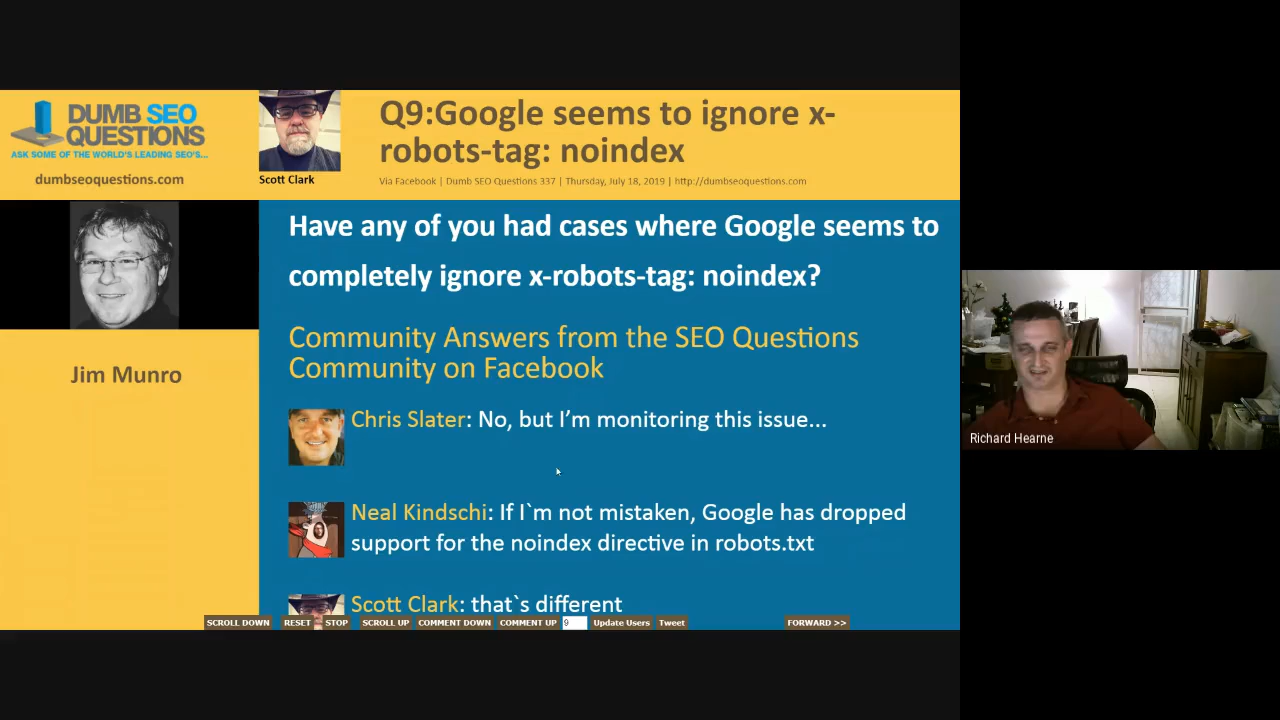 DUMB SEO
QUESTIONS
ASK SOME OF THE WORLD'S LEADING SEO'S...
dumbseoquestions.com
Scott Clark
Q9:Google seems to ignore x-
robots-tag: noindex
Via Facebook | Dumb SEO Questions 337 | Thursday, July 18, 2019 | http://dumbseoquestions.com
Jim Munro
Have any of you had cases where Google seems to
completely ignore x-robots-tag: noindex?
Community Answers from the SEO Questions
Community on Facebook
Chris Slater: No, but I'm monitoring this issue...
Neal Kindschi: If I`m not mistaken, Google has dropped
support for the noindex directive in robots.txt
Scott Clark: that`s different
SCROLL DOWN RESET STOP SCROLL UP COMMENT DOWN COMMENT UP 9 Update Users Tweet FORWARD >>
Richard Hearne